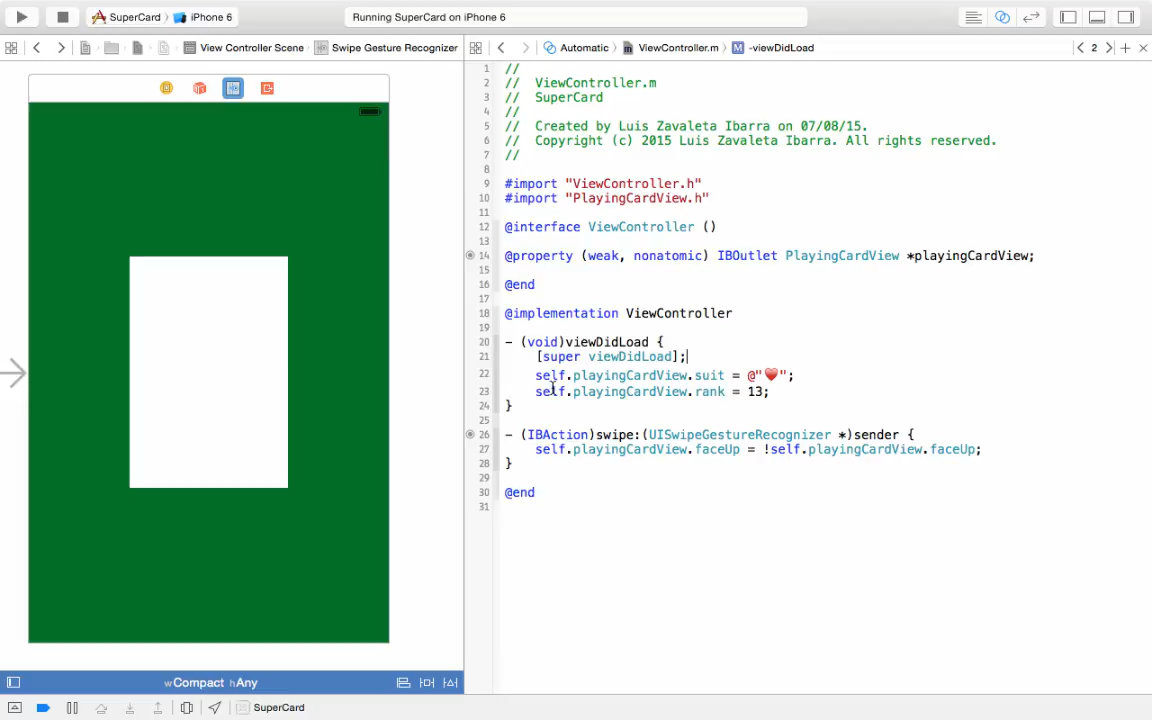 SuperCard iPhone 6
Running SuperCard on iPhone 6
View Controller Scene Swipe Gesture Recognizer
Automatic ViewController.m M -viewDidLoad 2
1 //
2 //  ViewController.m
3 //  SuperCard
4 //
5 //  Created by Luis Zavaleta Ibarra on 07/08/15.
6 //  Copyright (c) 2015 Luis Zavaleta Ibarra. All rights reserved.
7 //
8
9 #import "ViewController.h"
10 #import "PlayingCardView.h"
11
12 @interface ViewController ()
13
14 @property (weak, nonatomic) IBOutlet PlayingCardView *playingCardView;
15
16 @end
17
18 @implementation ViewController
19
20 - (void)viewDidLoad {
21 [super viewDidLoad];
22 self.playingCardView.suit = @"♥";
23 self.playingCardView.rank = 13;
24 }
25
26 - (IBAction)swipe:(UISwipeGestureRecognizer *)sender {
27 self.playingCardView.faceUp = !self.playingCardView.faceUp;
28 }
29
30 @end
31
wCompact hAny
SuperCard